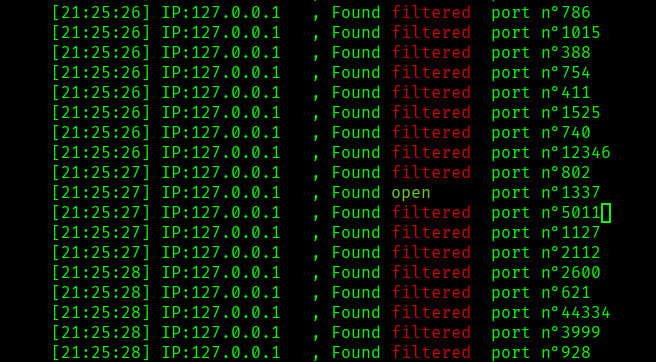 [21:25:26] IP:127.0.0.1 , Found filtered port n°786
[21:25:26] IP:127.0.0.1 , Found filtered port n°1015
[21:25:26] IP:127.0.0.1 , Found filtered port n°388
[21:25:26] IP:127.0.0.1 , Found filtered port n°754
[21:25:26] IP:127.0.0.1 , Found filtered port n°411
[21:25:26] IP:127.0.0.1 , Found filtered port n°1525
[21:25:26] IP:127.0.0.1 , Found filtered port n°740
[21:25:26] IP:127.0.0.1 , Found filtered port n°12346
[21:25:27] IP:127.0.0.1 , Found filtered port n°802
[21:25:27] IP:127.0.0.1 , Found open port n°1337
[21:25:27] IP:127.0.0.1 , Found filtered port n°5011
[21:25:27] IP:127.0.0.1 , Found filtered port n°1127
[21:25:27] IP:127.0.0.1 , Found filtered port n°2112
[21:25:28] IP:127.0.0.1 , Found filtered port n°2600
[21:25:28] IP:127.0.0.1 , Found filtered port n°621
[21:25:28] IP:127.0.0.1 , Found filtered port n°44334
[21:25:28] IP:127.0.0.1 , Found filtered port n°3999
[21:25:28] IP:127.0.0.1 , Found filtered port n°928